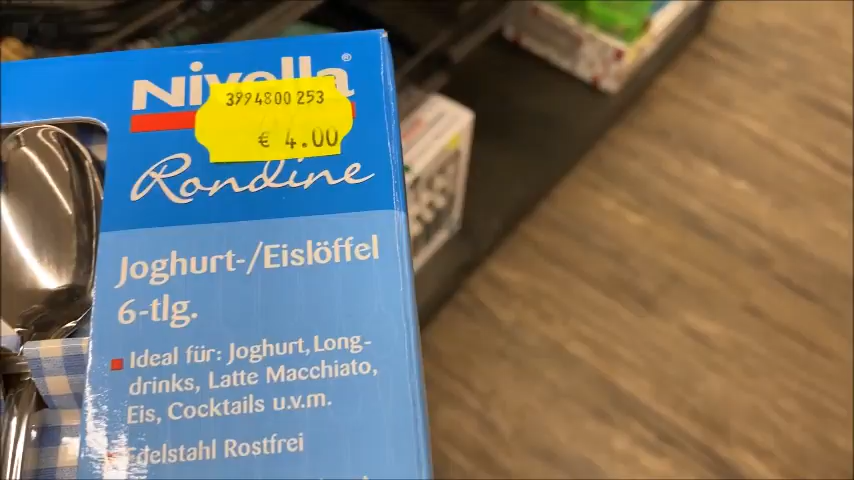 Nivella®
3994800 253
€ 4.00
Rondine
Joghurt-/Eislöffel
6-tlg.
Ideal für: Joghurt, Long-
drinks, Latte Macchiato,
Eis, Cocktails u.v.m.
Edelstahl Rostfrei